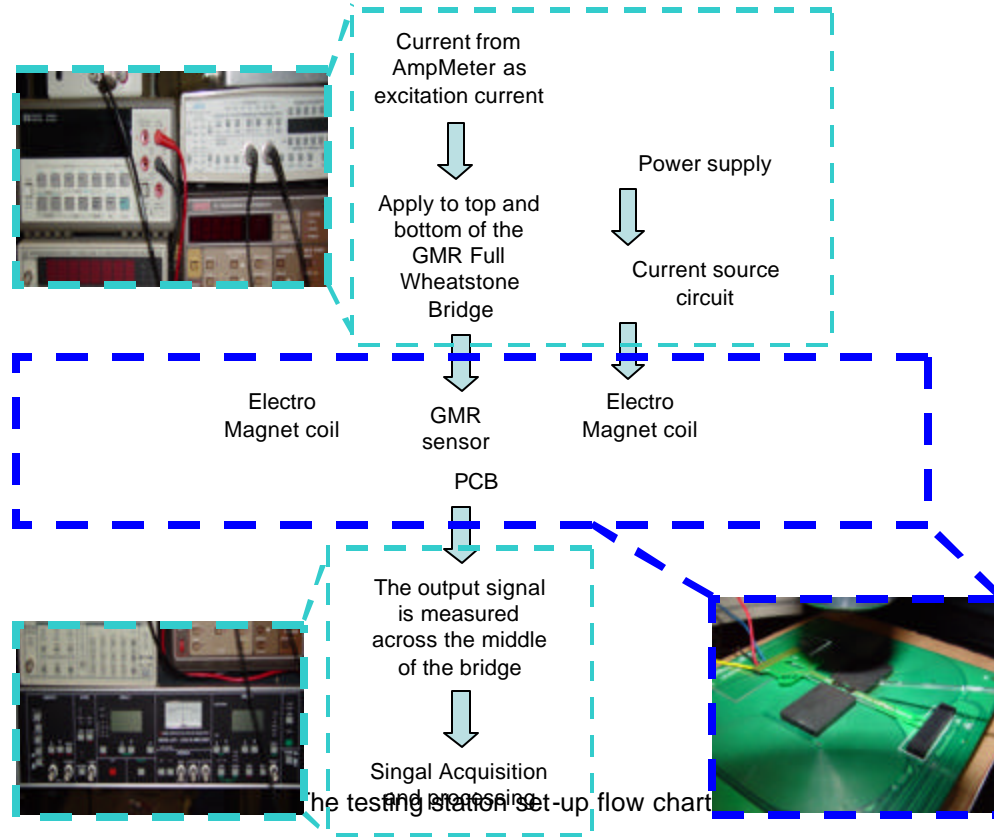 Current from
AmpMeter as
excitation current
Power supply
Apply to top and
bottom of the
GMR Full
Wheatstone
Bridge
Current source
circuit
Electro
Magnet coil
GMR
sensor
Electro
Magnet coil
PCB
The output signal
is measured
across the middle
of the bridge
Singal Acquisition
and processing
The testing station set-up flow chart